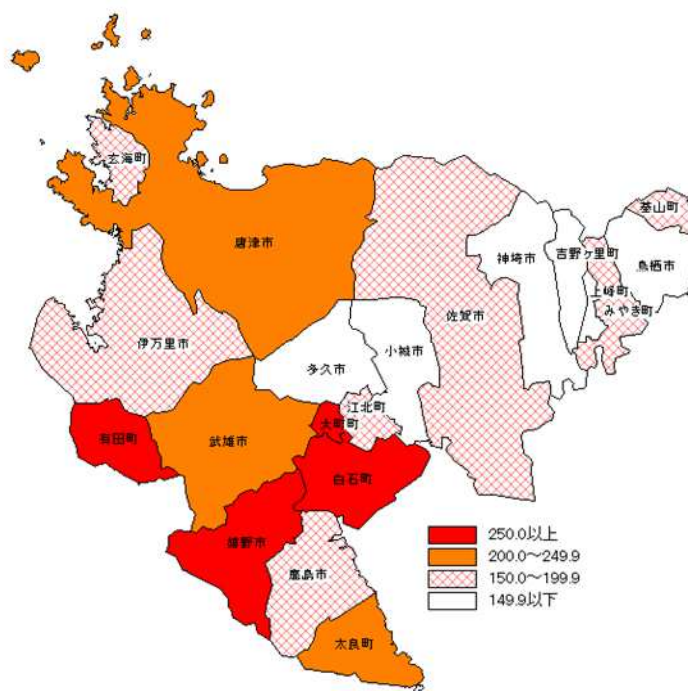 玄海町
基山町
唐津市
神埼市
吉野ヶ里町
鳥栖市
上峰町
みやき町
佐賀市
伊万里市
小城市
多久市
江北町
大町町
有田町
武雄市
白石町
嬉野市
鹿島市
太良町
250.0以上
200.0～249.9
150.0～199.9
149.9以下